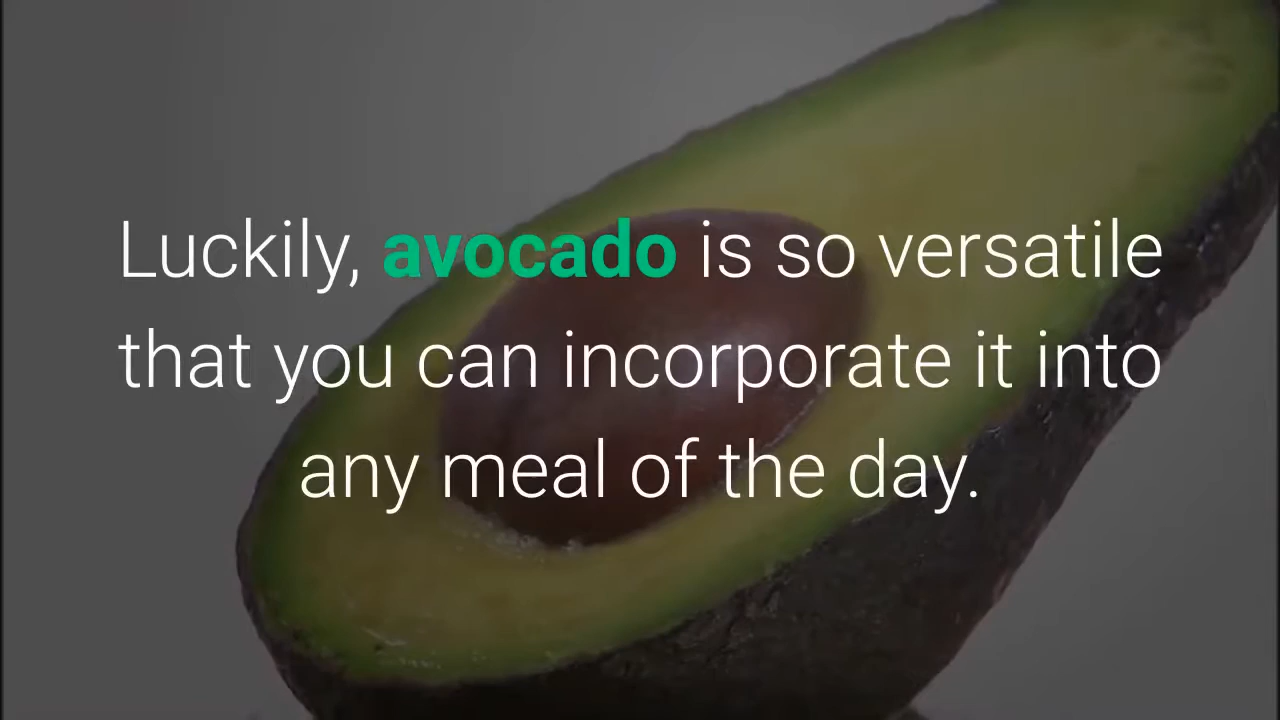 Luckily, avocado is so versatile
that you can incorporate it into
any meal of the day.